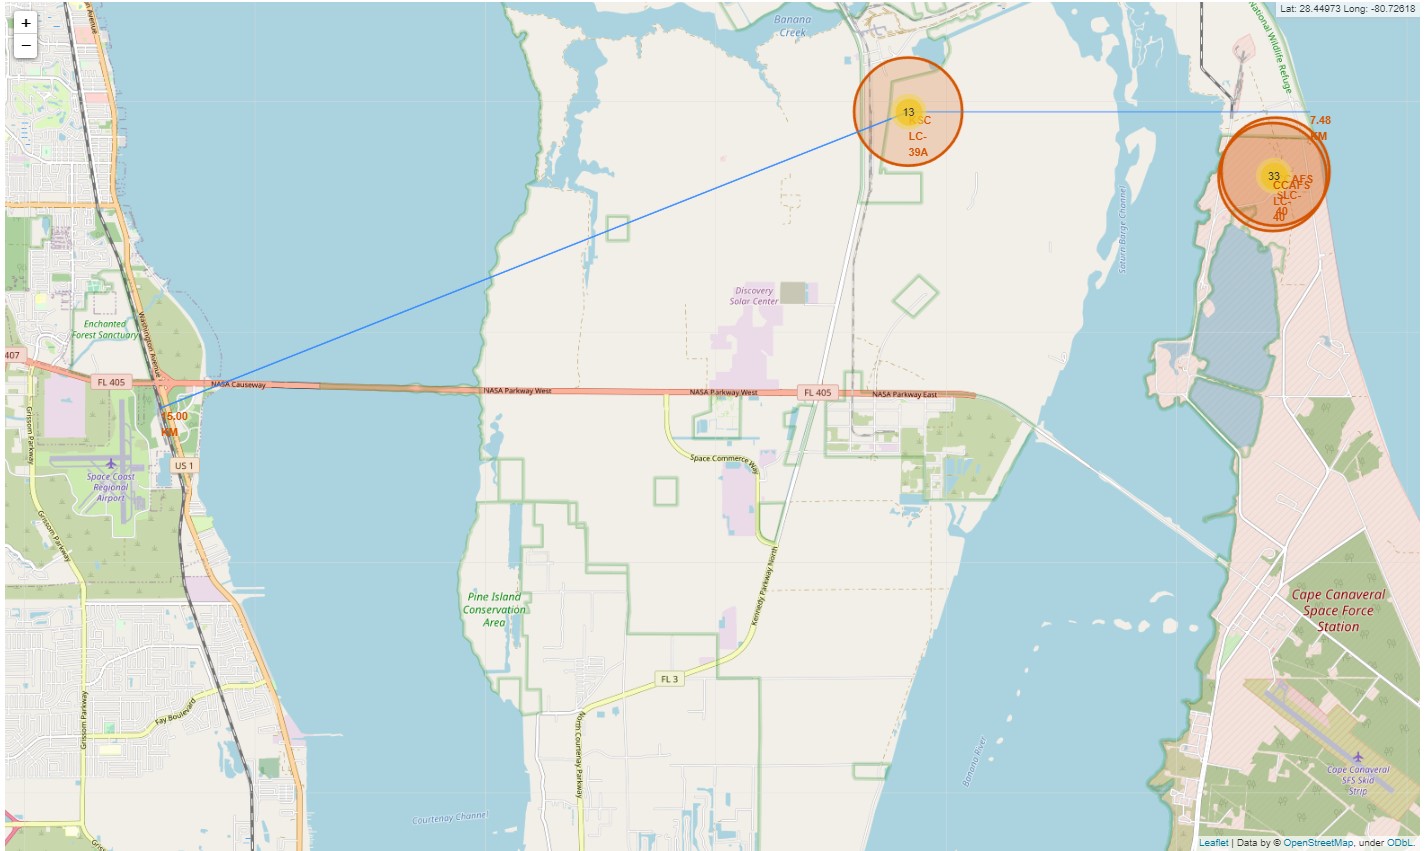 +
−
Lat: 28.44973 Long: -80.72618
Banana
Creek
National Wildlife Refuge
13
KSC
LC-
39A
7.48
KM
33
CCAFS
SLC-
40
CCAFS
LC-
40
Saturn Barge Channel
Discovery
Solar Center
Enchanted
Forest Sanctuary
Washington Avenue
407
FL 405
NASA Causeway
NASA Parkway West
NASA Parkway West
FL 405
NASA Parkway East
15.00
KM
Grissom Parkway
US 1
Space Coast
Regional
Airport
Space Commerce Way
Grissom Parkway
Kennedy Parkway North
Pine Island
Conservation
Area
Cape Canaveral
Space Force
Station
FL 3
Fay Boulevard
Grissom Parkway
North Courtenay Parkway
Banana River
Cape Canaveral
SFS Skid
Strip
Courtenay Channel
Leaflet | Data by © OpenStreetMap, under ODbL.